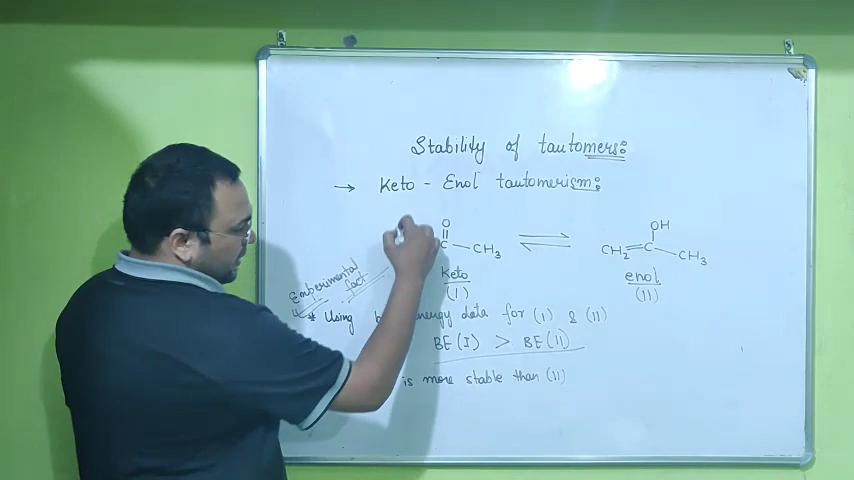 Stability of tautomers:
→ Keto - Enol tautomerism:
O OH
C — CH3 ⇌ CH2=C — CH3
keto enol
(I) (II)
Experimental
fact
* Using energy data for (I) & (II)
BE(I) > BE(II)
is more stable than (II)